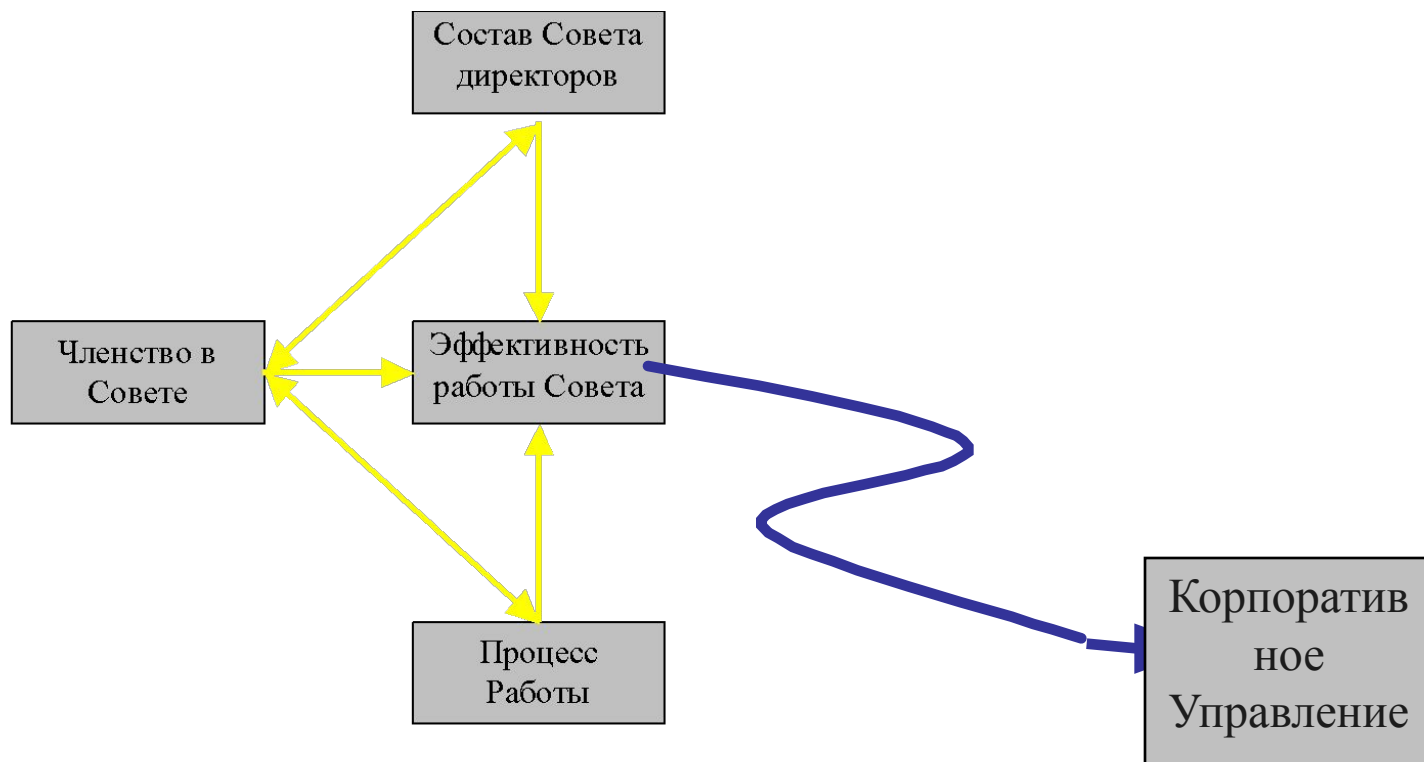 Состав Совета
директоров
Членство в
Совете
Эффективность
работы Совета
Процесс
Работы
Корпоратив
ное
Управление